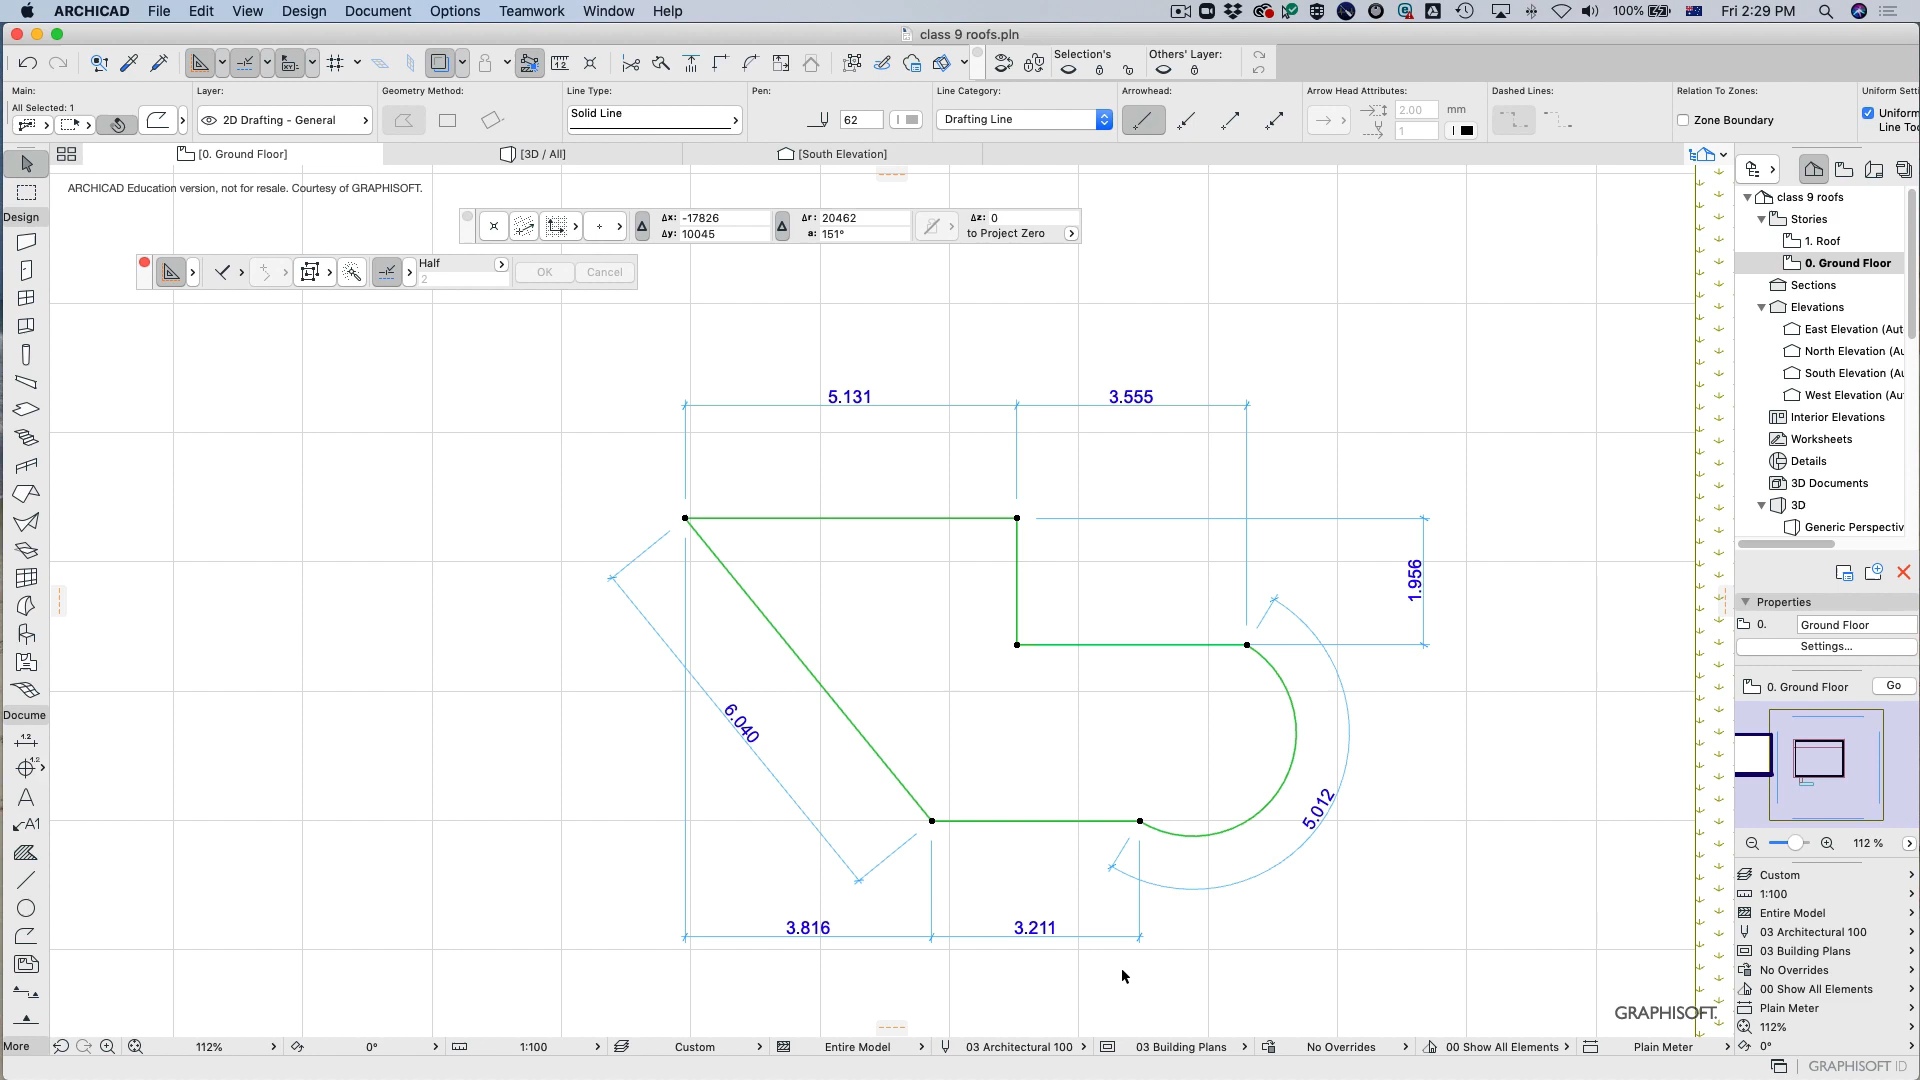 ARCHICAD File Edit View Design Document Options Teamwork Window Help
100% Fri 2:29 PM
class 9 roofs.pln
Selection's
Others' Layer:
Main:
All Selected: 1
Layer:
2D Drafting - General
Geometry Method:
Line Type:
Solid Line
Pen:
62
Line Category:
Drafting Line
Arrowhead:
Arrow Head Attributes:
2.00 mm
1
Dashed Lines:
Relation To Zones:
Zone Boundary
Uniform Setti
Uniform
Line Too
[0. Ground Floor]
[3D / All]
[South Elevation]
ARCHICAD Education version, not for resale. Courtesy of GRAPHISOFT.
Δx: -17826
Δy: 10045
Δr: 20462
a: 151°
Δz: 0
to Project Zero
Half
2
OK
Cancel
Design
Docume
More
5.131
3.555
1.956
6.040
5.012
3.816
3.211
GRAPHISOFT.
class 9 roofs
Stories
1. Roof
0. Ground Floor
Sections
Elevations
East Elevation (Aut
North Elevation (Au
South Elevation (Au
West Elevation (Au
Interior Elevations
Worksheets
Details
3D Documents
3D
Generic Perspectiv
Properties
0. Ground Floor
Settings...
0. Ground Floor
Go
112 %
Custom
1:100
Entire Model
03 Architectural 100
03 Building Plans
No Overrides
00 Show All Elements
Plain Meter
112%
0°
112%
0°
1:100
Custom
Entire Model
03 Architectural 100
03 Building Plans
No Overrides
00 Show All Elements
Plain Meter
GRAPHISOFT ID